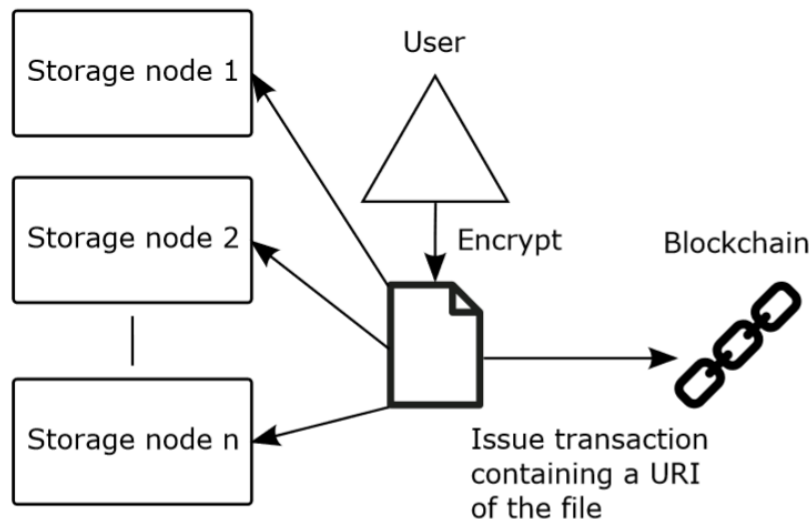 Storage node 1
User
Storage node 2
Encrypt
Blockchain
Storage node n
Issue transaction
containing a URI
of the file